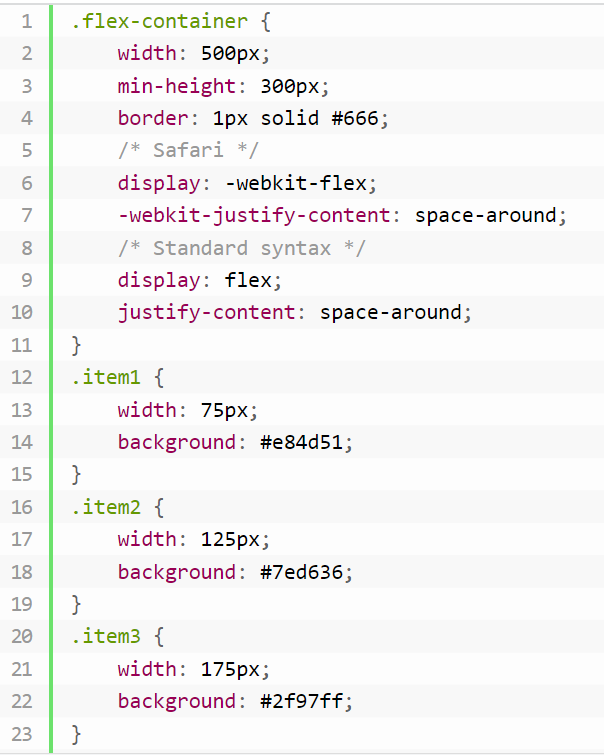 1 .flex-container {
2     width: 500px;
3     min-height: 300px;
4     border: 1px solid #666;
5     /* Safari */
6     display: -webkit-flex;
7     -webkit-justify-content: space-around;
8     /* Standard syntax */
9     display: flex;
10     justify-content: space-around;
11 }
12 .item1 {
13     width: 75px;
14     background: #e84d51;
15 }
16 .item2 {
17     width: 125px;
18     background: #7ed636;
19 }
20 .item3 {
21     width: 175px;
22     background: #2f97ff;
23 }